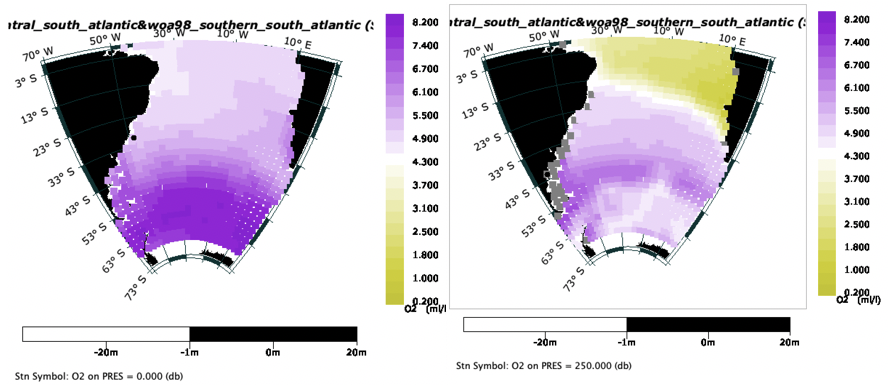 ntral_south_atlantic&woa98_southern_south_atlantic (S
70° W
50° W
30° W
10° W
10° E
3° S
13° S
23° S
33° S
43° S
53° S
63° S
73° S
8.200
7.400
6.700
6.100
5.500
4.900
4.300
3.700
3.100
2.500
1.800
1.000
0.200
O2 (ml/l
-20m
-10m
0m
20m
Stn Symbol: O2 on PRES = 0.000 (db)
ntral_south_atlantic&woa98_southern_south_atlantic (S
70° W
50° W
30° W
10° W
10° E
3° S
13° S
23° S
33° S
43° S
53° S
63° S
73° S
8.200
7.400
6.700
6.100
5.500
4.900
4.300
3.700
3.100
2.500
1.800
1.000
0.200
O2 (ml/l)
-20m
-10m
0m
20m
Stn Symbol: O2 on PRES = 250.000 (db)